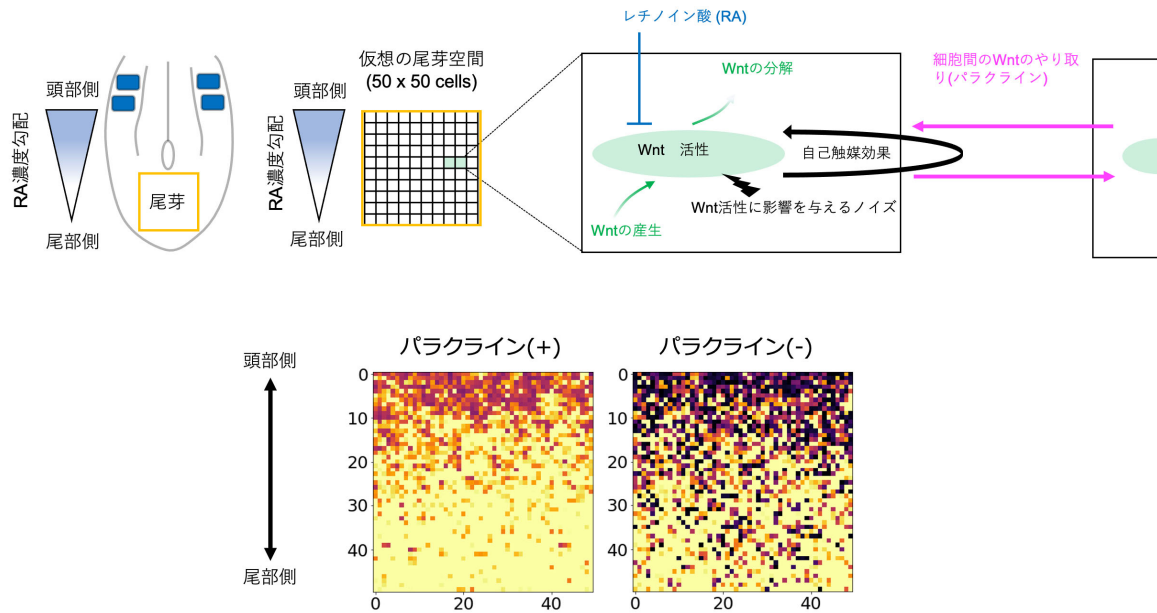 頭部側
RA濃度勾配
尾部側
尾芽
頭部側
RA濃度勾配
尾部側
仮想の尾芽空間
(50 x 50 cells)
レチノイン酸 (RA)
Wntの分解
Wnt 活性
自己触媒効果
Wnt活性に影響を与えるノイズ
Wntの産生
細胞間のWntのやり取
り(パラクライン)
頭部側
尾部側
パラクライン(+)
0
10
20
30
40
0
20
40
パラクライン(-)
0
10
20
30
40
0
20
40